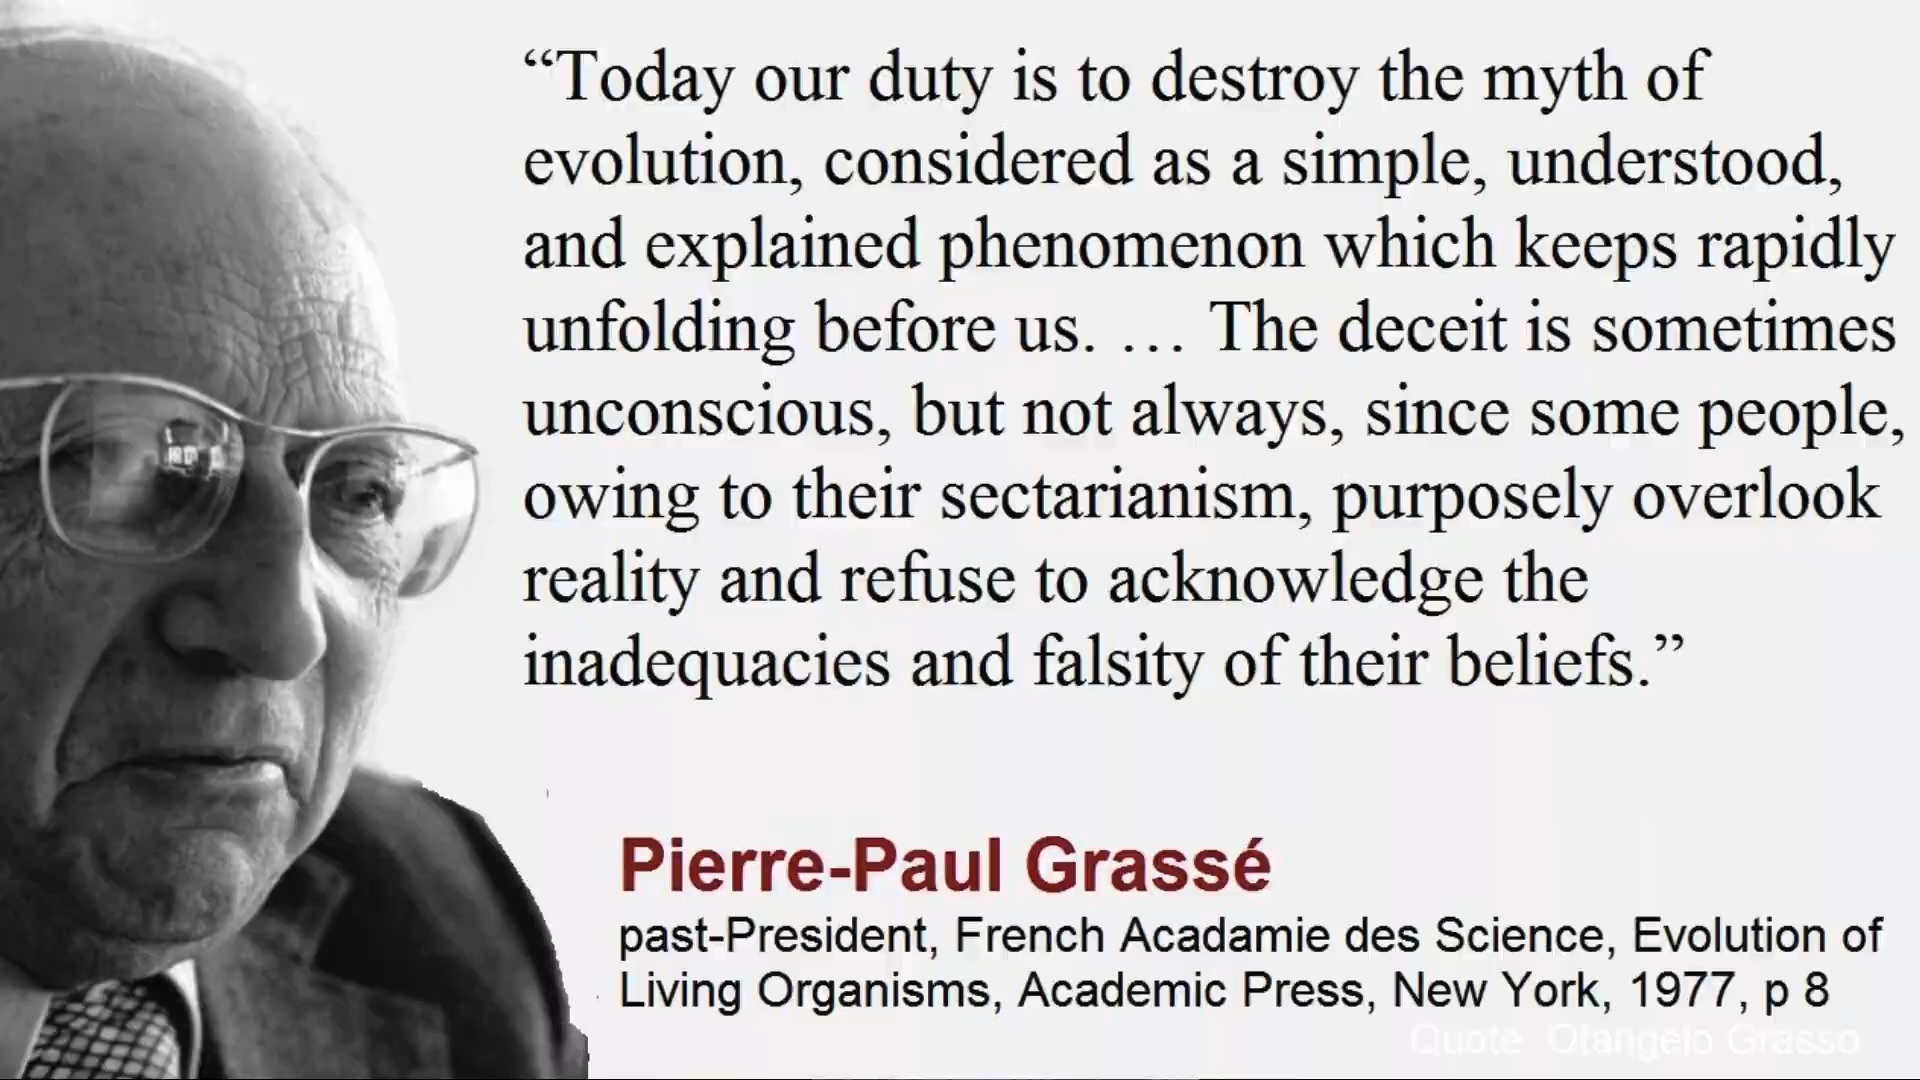 “Today our duty is to destroy the myth of
evolution, considered as a simple, understood,
and explained phenomenon which keeps rapidly
unfolding before us. … The deceit is sometimes
unconscious, but not always, since some people,
owing to their sectarianism, purposely overlook
reality and refuse to acknowledge the
inadequacies and falsity of their beliefs.”
Pierre-Paul Grassé
past-President, French Acadamie des Science, Evolution of
Living Organisms, Academic Press, New York, 1977, p 8
Quote Otangelo Grasso